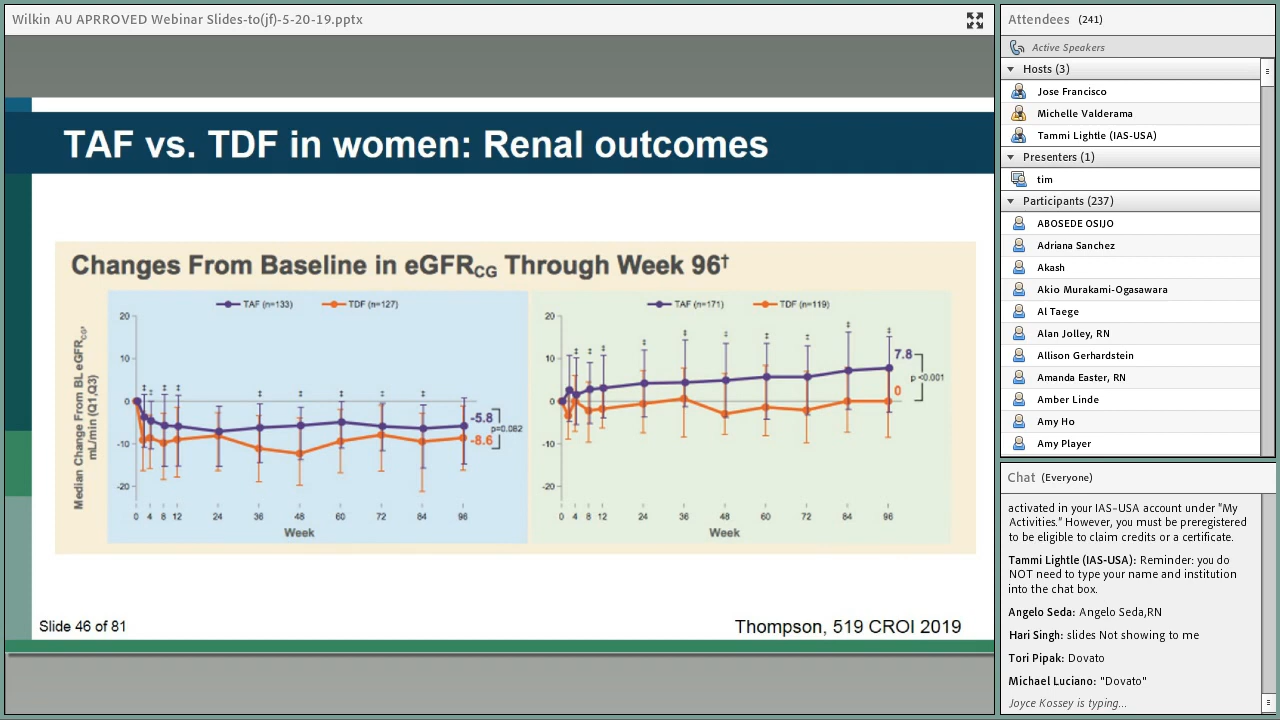 Wilkin AU APRROVED Webinar Slides-to(jf)-5-20-19.pptx
TAF vs. TDF in women: Renal outcomes
Changes From Baseline in eGFRCG Through Week 96†
Median Change From BL eGFRCG,
mL/min (Q1,Q3)
TAF (n=133) TDF (n=127)
20
10
0
-10
-20
‡ ‡ ‡ ‡ ‡ ‡ ‡ ‡ ‡
-5.8
p=0.082
-8.6
0 4 8 12 24 36 48 60 72 84 96
Week
TAF (n=171) TDF (n=119)
20
10
0
-10
-20
‡ ‡ ‡ ‡ ‡ ‡ ‡ ‡ ‡ ‡
7.8
p <0.001
0
0 4 8 12 24 36 48 60 72 84 96
Week
Slide 46 of 81
Thompson, 519 CROI 2019
Attendees (241)
Active Speakers
Hosts (3)
Jose Francisco
Michelle Valderama
Tammi Lightle (IAS-USA)
Presenters (1)
tim
Participants (237)
ABOSEDE OSIJO
Adriana Sanchez
Akash
Akio Murakami-Ogasawara
Al Taege
Alan Jolley, RN
Allison Gerhardstein
Amanda Easter, RN
Amber Linde
Amy Ho
Amy Player
Chat (Everyone)
activated in your IAS-USA account under "My
Activities." However, you must be preregistered
to be eligible to claim credits or a certificate.
Tammi Lightle (IAS-USA): Reminder: you do
NOT need to type your name and institution
into the chat box.
Angelo Seda: Angelo Seda,RN
Hari Singh: slides Not showing to me
Tori Pipak: Dovato
Michael Luciano: "Dovato"
Joyce Kossey is typing...